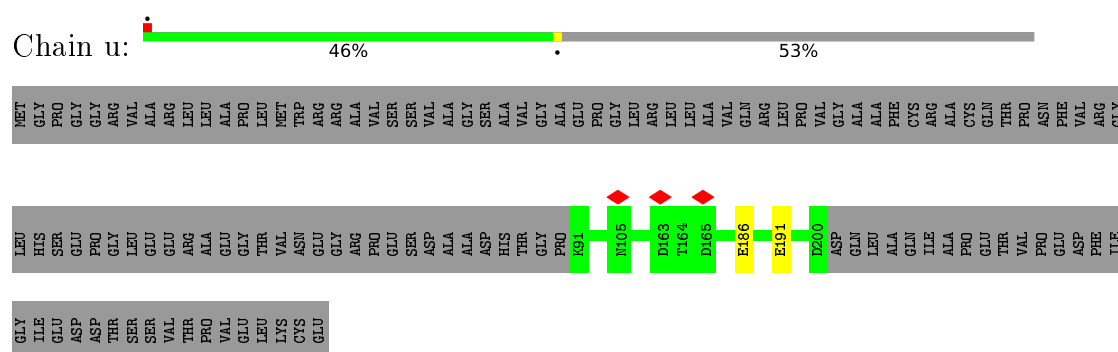 Chain u: 46% 53%
MET GLY PRO GLY GLY ARG VAL ALA ARG LEU LEU ALA PRO LEU MET TRP ARG ARG ALA VAL SER SER VAL ALA GLY SER ALA VAL GLY ALA GLU PRO GLY LEU ARG LEU LEU ALA VAL GLN ARG LEU PRO VAL GLY ALA ALA PHE CYS ARG ALA CYS GLN THR PRO ASN PHE VAL ARG GLY
LEU HIS SER GLU PRO GLY LEU GLU GLU ARG ALA GLU GLY THR VAL ASN GLU GLY ARG PRO GLU SER ASP ALA ALA ASP HIS THR GLY PRO K91 N105 D163 T164 D165 E186 E191 D200 ASP GLN LEU ALA GLN ILE ALA PRO GLU THR VAL PRO GLU ASP PHE ILE
GLY ILE GLU ASP ASP THR SER SER VAL THR PRO VAL GLU LEU LYS CYS GLU